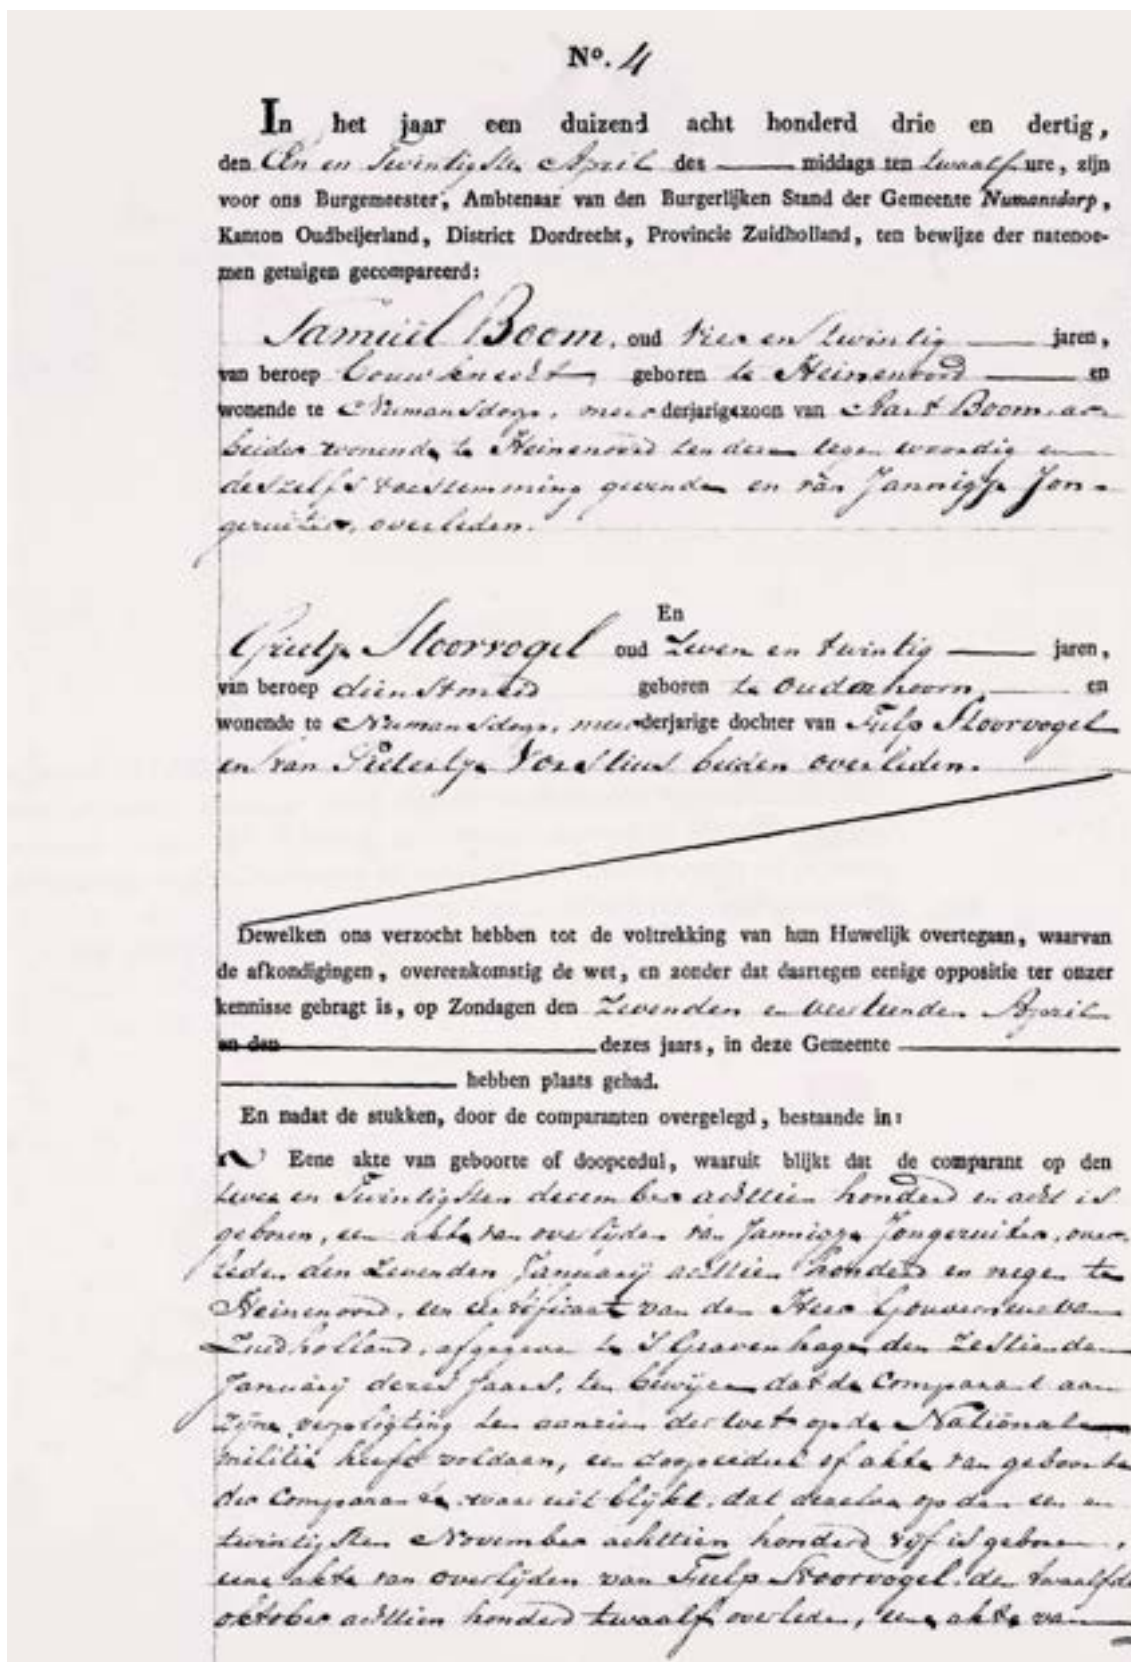 No. 4
In het jaar een duizend acht honderd drie en dertig,
den Een en Twintigsten April des middags ten twaalf ure, zijn
voor ons Burgemeester, Ambtenaar van den Burgerlijken Stand der Gemeente Numansdorp,
Kanton Oudbeijerland, District Dordrecht, Provincie Zuidholland, ten bewijze der natenoe-
men getuigen gecompareerd:
Samuel Boom, oud vier en twintig jaren,
van beroep bouwknecht geboren te Heinenoord en
wonende te Numansdorp, meerderjarige zoon van Aart Boom, ar-
beider wonende te Heinenoord ten dezen tegenwoordig en
deszelfs toestemming gevende en van Jannigje Jon-
geruiter, overleden.
En
Grietje Stoorvogel oud Zeven en twintig jaren,
van beroep dienstmeid geboren te Oudenhoorn, en
wonende te Numansdorp, meerderjarige dochter van Fulp Stoorvogel
en van Pietertje Vorstius beiden overleden.
Dewelken ons verzocht hebben tot de voltrekking van hun Huwelijk overtegaan, waarvan
de afkondigingen, overeenkomstig de wet, en zonder dat daartegen eenige oppositie ter onzer
kennisse gebragt is, op Zondagen den Zevenden en veertienden April
en den dezes jaars, in deze Gemeente
hebben plaats gehad.
En nadat de stukken, door de comparanten overgelegd, bestaande in:
Eene akte van geboorte of doopcedul, waaruit blijkt dat de comparant op den
twee en Twintigsten december achttien honderd en acht is
geboren, een akte van overlijden van Jannigje Jongeruiter, over-
leden den Zevenden Januarij achttien honderd en negen te
Heinenoord, een certificaat van den Heer Gouverneur van
Zuidholland, afgegeven te S Gravenhage den Zestienden
Januarij dezes Jaars, ten bewijze dat de Comparant aan
zijne verpligting ten aanzien der wet op de Nationale
militie heeft voldaan, een doopcedul of akte van geboorte
der Comparante waaruit blijkt, dat dezelve op den een en
twintigsten November achttien honderd vijf is geboren,
eene akte van overlijden van Fulp Stoorvogel, den twaalfde
oktober achttien honderd twaalf overleden, eene akte van